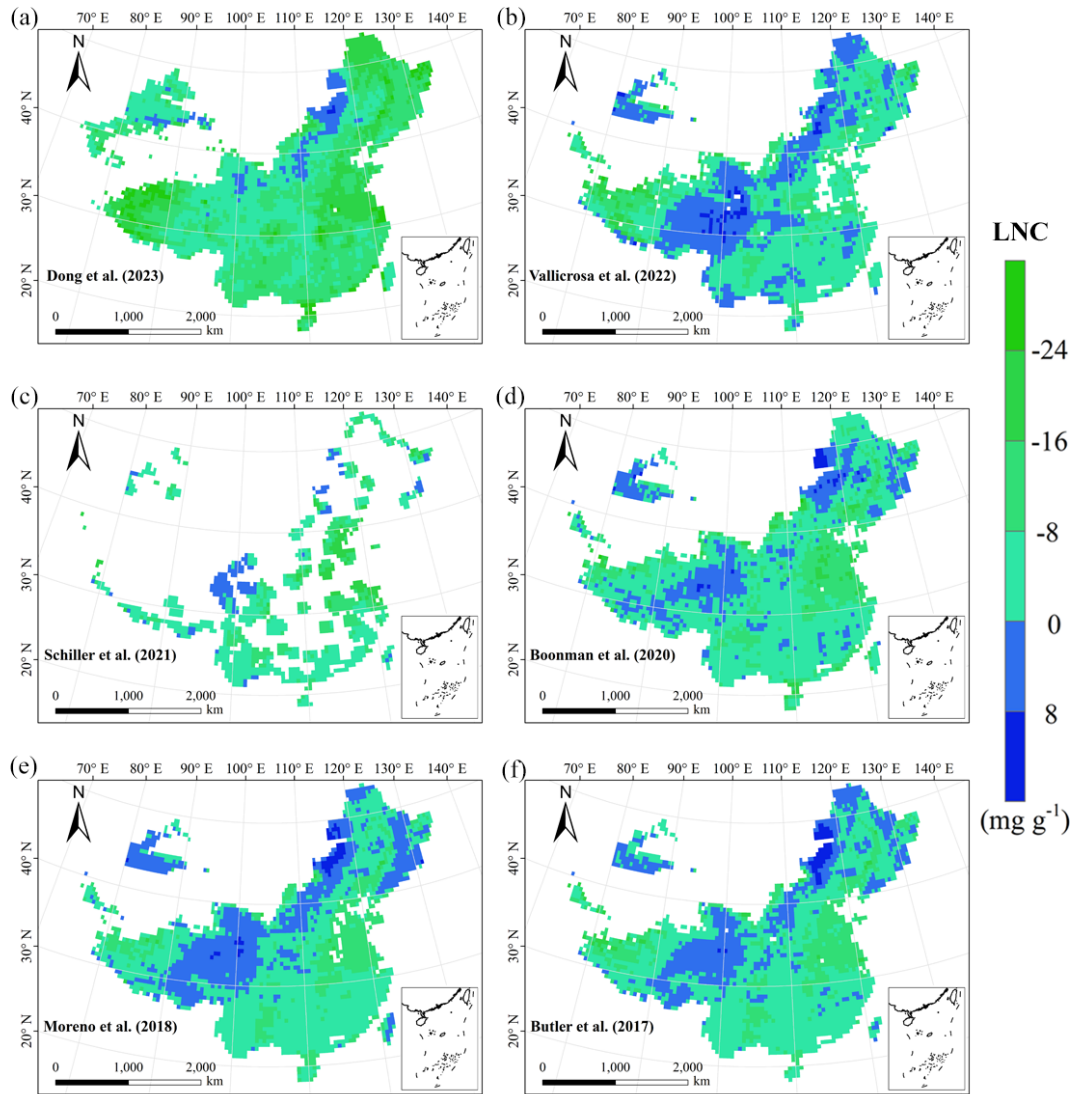 (a)
70° E 80° E 90° E 100° E 110° E 120° E 130° E 140° E
N
40° N
30° N
20° N
Dong et al. (2023)
0 1,000 2,000
km
(b)
70° E 80° E 90° E 100° E 110° E 120° E 130° E 140° E
N
40° N
30° N
20° N
Vallicrosa et al. (2022)
0 1,000 2,000
km
(c)
70° E 80° E 90° E 100° E 110° E 120° E 130° E 140° E
N
40° N
30° N
20° N
Schiller et al. (2021)
0 1,000 2,000
km
(d)
70° E 80° E 90° E 100° E 110° E 120° E 130° E 140° E
N
40° N
30° N
20° N
Boonman et al. (2020)
0 1,000 2,000
km
(e)
70° E 80° E 90° E 100° E 110° E 120° E 130° E 140° E
N
40° N
30° N
20° N
Moreno et al. (2018)
0 1,000 2,000
km
(f)
70° E 80° E 90° E 100° E 110° E 120° E 130° E 140° E
N
40° N
30° N
20° N
Butler et al. (2017)
0 1,000 2,000
km
LNC
-24
-16
-8
0
8
(mg g⁻¹)